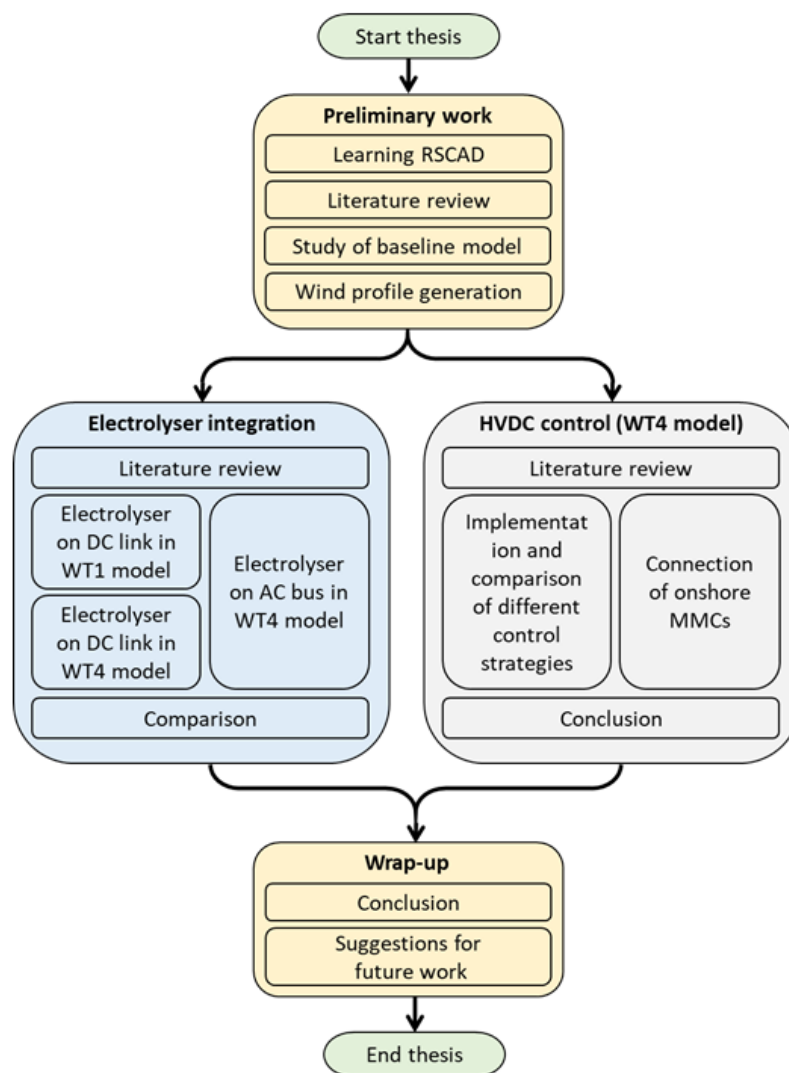 Start thesis
Preliminary work
Learning RSCAD
Literature review
Study of baseline model
Wind profile generation
Electrolyser integration
Literature review
Electrolyser
on DC link in
WT1 model
Electrolyser
on DC link in
WT4 model
Electrolyser
on AC bus in
WT4 model
Comparison
HVDC control (WT4 model)
Literature review
Implementat
ion and
comparison
of different
control
strategies
Connection
of onshore
MMCs
Conclusion
Wrap-up
Conclusion
Suggestions for
future work
End thesis